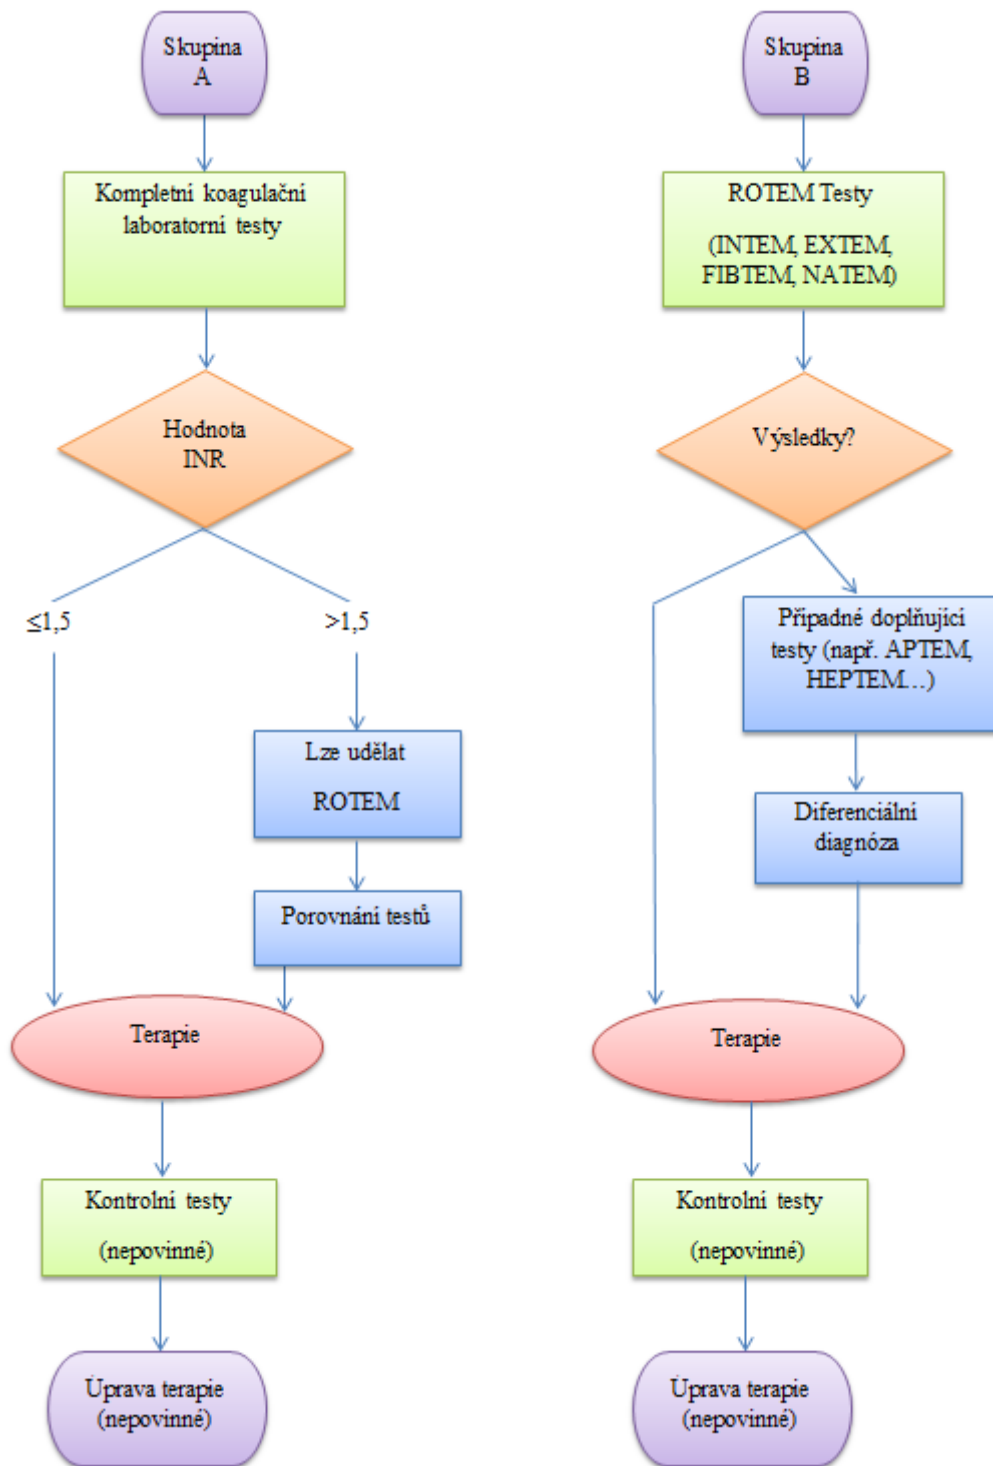 Skupina
A
Kompletní koagulační
laboratorní testy
Hodnota
INR
≤1,5
>1,5
Lze udělat
ROTEM
Porovnání testů
Terapie
Kontrolní testy
(nepovinné)
Úprava terapie
(nepovinné)
Skupina
B
ROTEM Testy
(INTEM, EXTEM,
FIBTEM, NATEM)
Výsledky?
Případné doplňující
testy (např. APTEM,
HEPTEM…)
Diferenciální
diagnóza
Terapie
Kontrolní testy
(nepovinné)
Úprava terapie
(nepovinné)